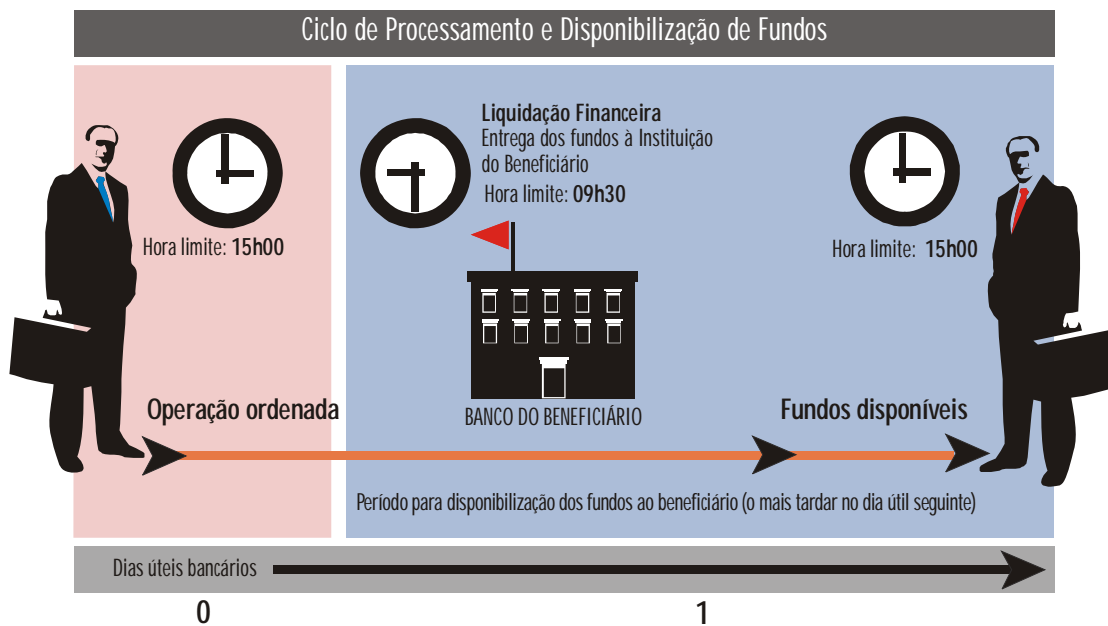 Ciclo de Processamento e Disponibilização de Fundos
Liquidação Financeira
Entrega dos fundos à Instituição
do Beneficiário
Hora limite: 09h30
Hora limite: 15h00
Hora limite: 15h00
Operação ordenada
BANCO DO BENEFICIÁRIO
Fundos disponíveis
Período para disponibilização dos fundos ao beneficiário (o mais tardar no dia útil seguinte)
Dias úteis bancários
0
1